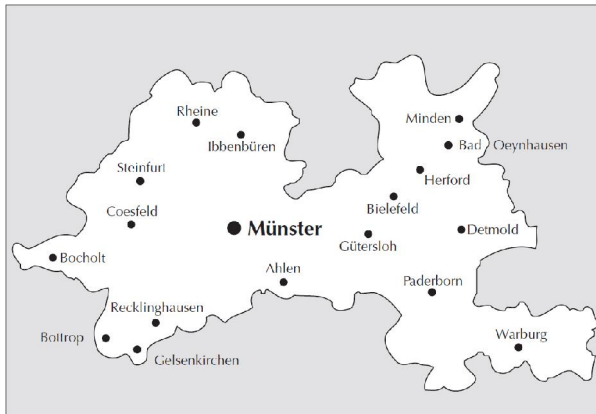 Rheine
Minden
Ibbenbüren
Bad Oeynhausen
Steinfurt
Herford
Coesfeld
Bielefeld
Münster
Detmold
Gütersloh
Bocholt
Ahlen
Paderborn
Recklinghausen
Bottrop
Warburg
Gelsenkirchen